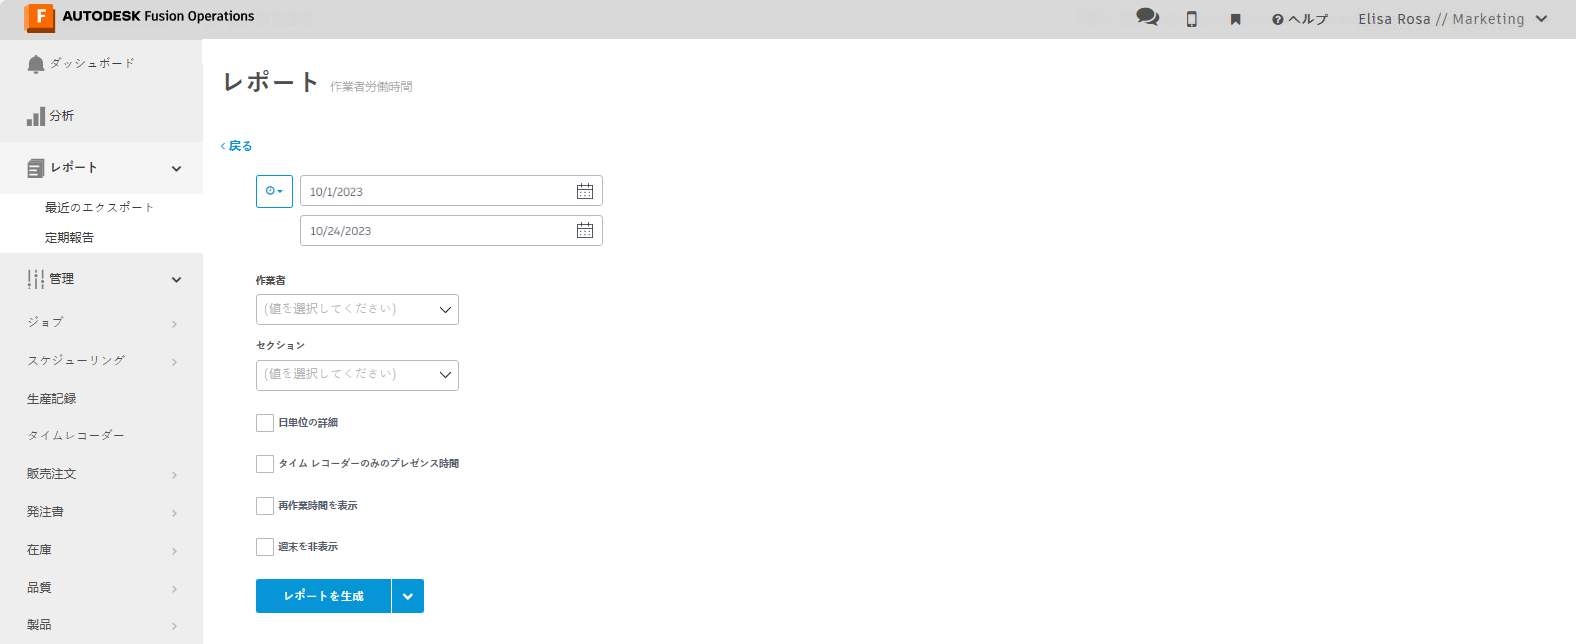 AUTODESK Fusion Operations
ヘルプ
Elisa Rosa // Marketing
ダッシュボード
分析
レポート
最近のエクスポート
定期報告
管理
ジョブ
スケジューリング
生産記録
タイムレコーダー
販売注文
発注書
在庫
品質
製品
レポート 作業者労働時間
戻る
10/1/2023
10/24/2023
作業者
(値を選択してください)
セクション
(値を選択してください)
日単位の詳細
タイム レコーダーのみのプレゼンス時間
再作業時間を表示
週末を非表示
レポートを生成